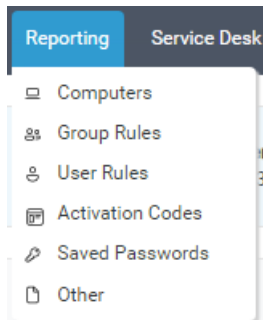 Reporting Service Desk
Computers
Group Rules
User Rules
Activation Codes
Saved Passwords
Other